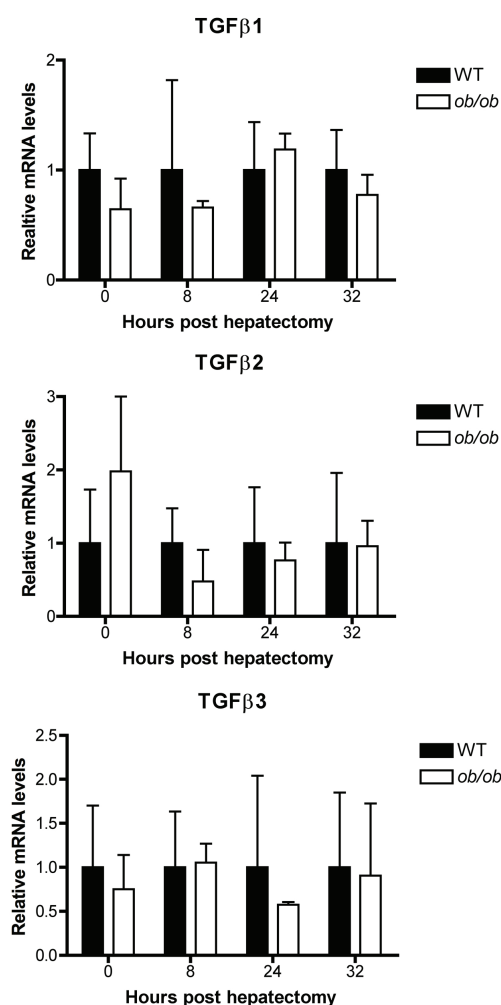 TGFβ1
Realtive mRNA levels
2
1
0
0 8 24 32
Hours post hepatectomy
WT
ob/ob
TGFβ2
Relative mRNA levels
3
2
1
0
0 8 24 32
Hours post hepatectomy
WT
ob/ob
TGFβ3
Relative mRNA levels
2.5
2.0
1.5
1.0
0.5
0.0
0 8 24 32
Hours post hepatectomy
WT
ob/ob